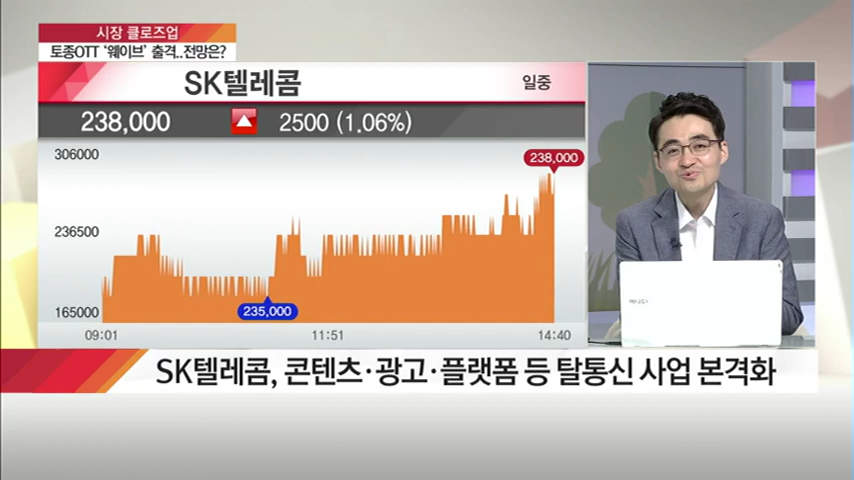 시장 클로즈업
토종OTT '웨이브' 출격..전망은?
SK텔레콤
일중
238,000 ▲ 2500 (1.06%)
306000
238,000
236500
165000
235,000
09:01 11:51 14:40
SK텔레콤, 콘텐츠·광고·플랫폼 등 탈통신 사업 본격화